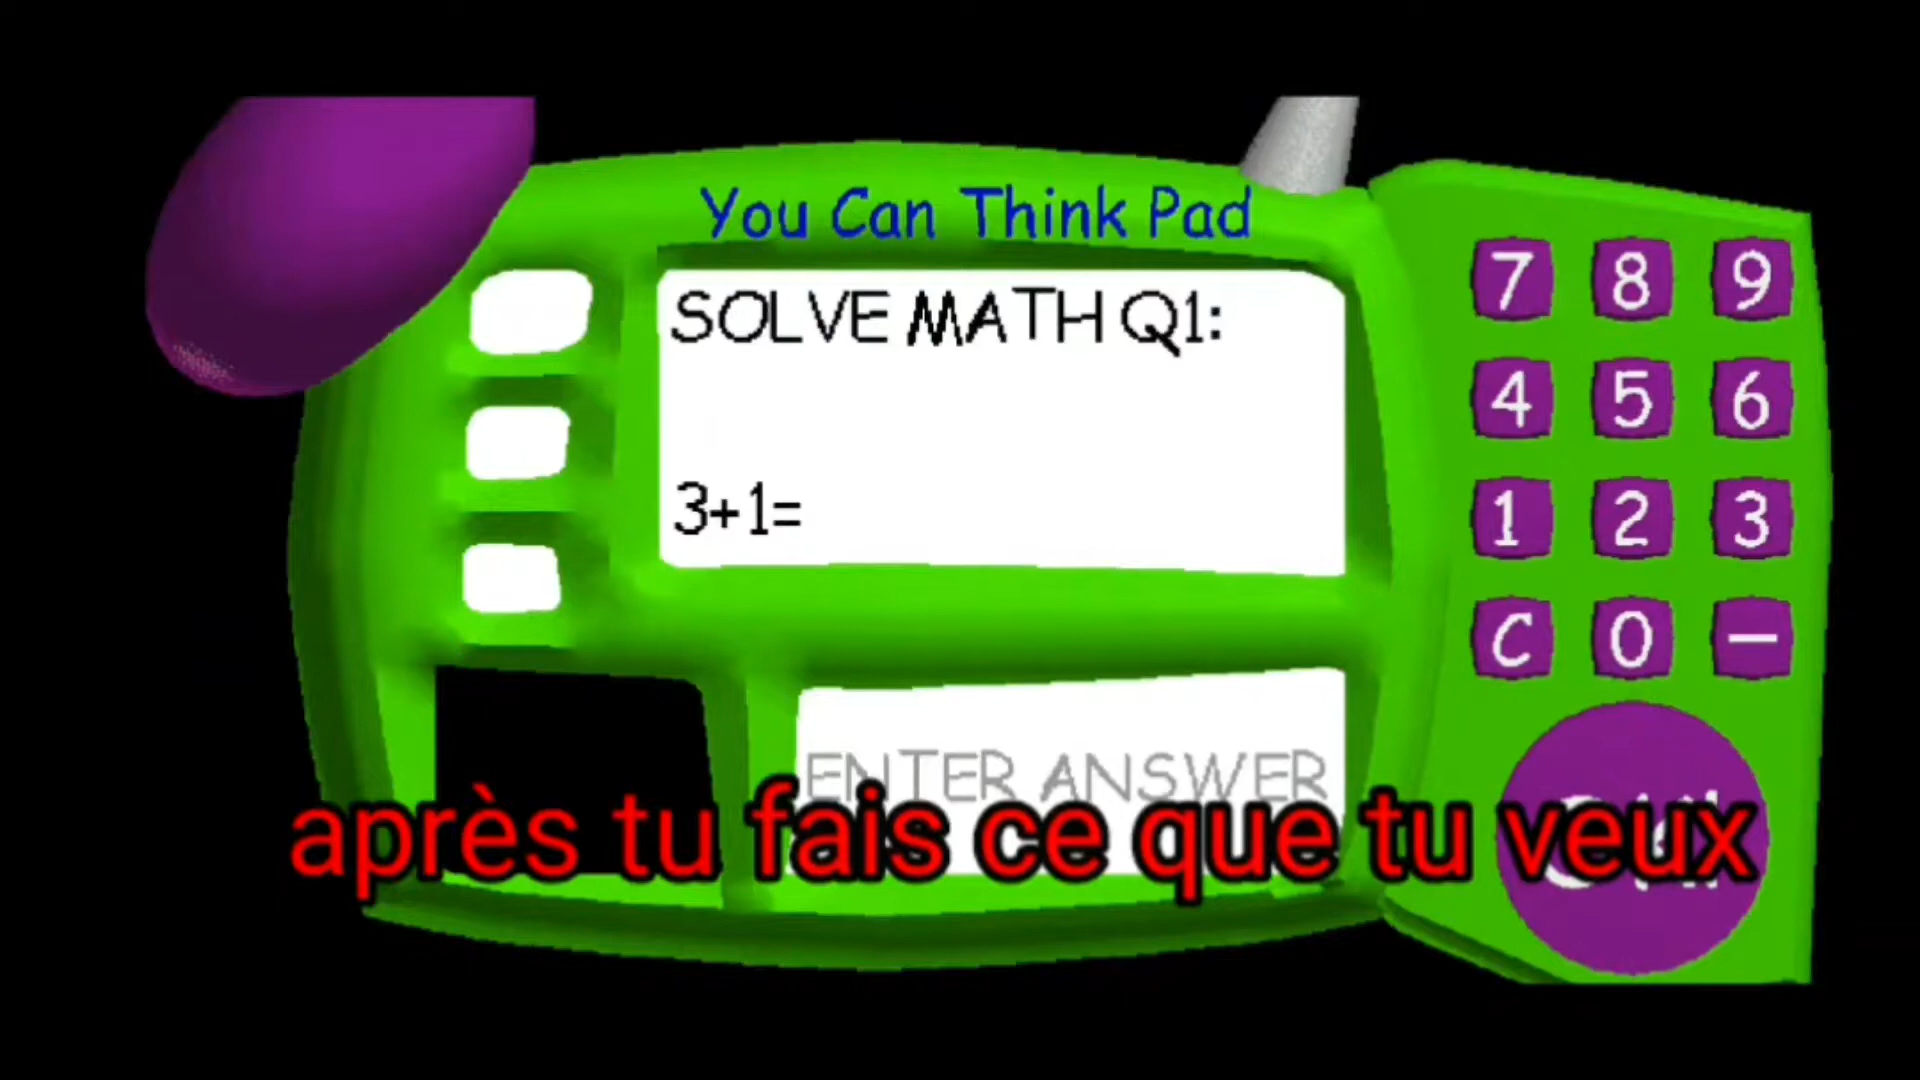 You Can Think Pad
SOLVE MATH Q1:
3+1=
7 8 9
4 5 6
1 2 3
C 0 −
ENTER ANSWER
après tu fais ce que tu veux